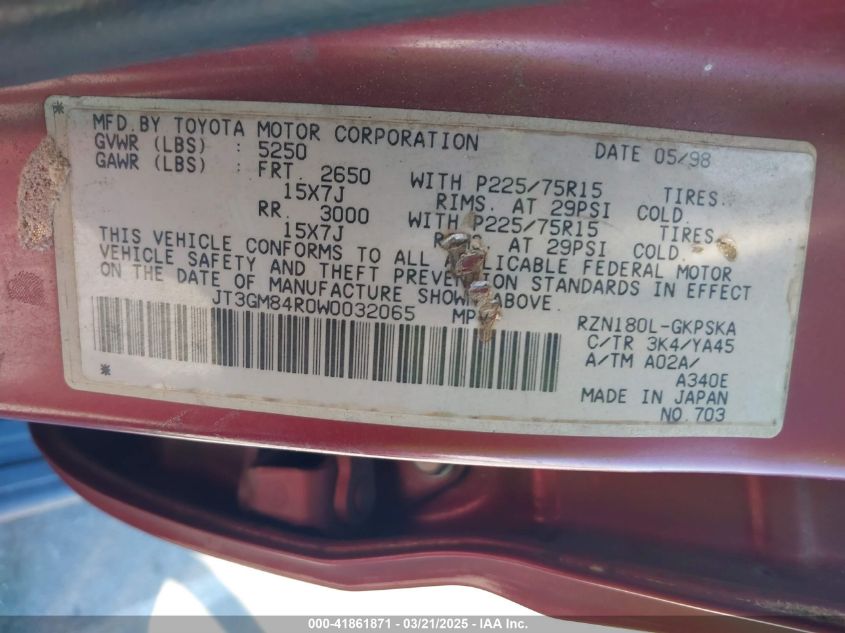 MFD.BY TOYOTA MOTOR CORPORATION DATE 05/98
GVWR (LBS) : 5250
GAWR (LBS) : FRT. 2650 WITH P225/75R15 TIRES.
15X7J RIMS. AT 29PSI COLD.
RR. 3000 WITH P225/75R15 TIRES.
15X7J AT 29PSI COLD.
THIS VEHICLE CONFORMS TO ALL FEDERAL MOTOR
VEHICLE SAFETY AND THEFT STANDARDS IN EFFECT
ON THE DATE OF MANUFACTURE ABOVE.
JT3GM84R0W0032065 MP
RZN180L-GKPSKA
C/TR 3K4/YA45
A/TM A02A/
A340E
MADE IN JAPAN
NO.703
000-41861871 / 03/21/2025 - IAA Inc.